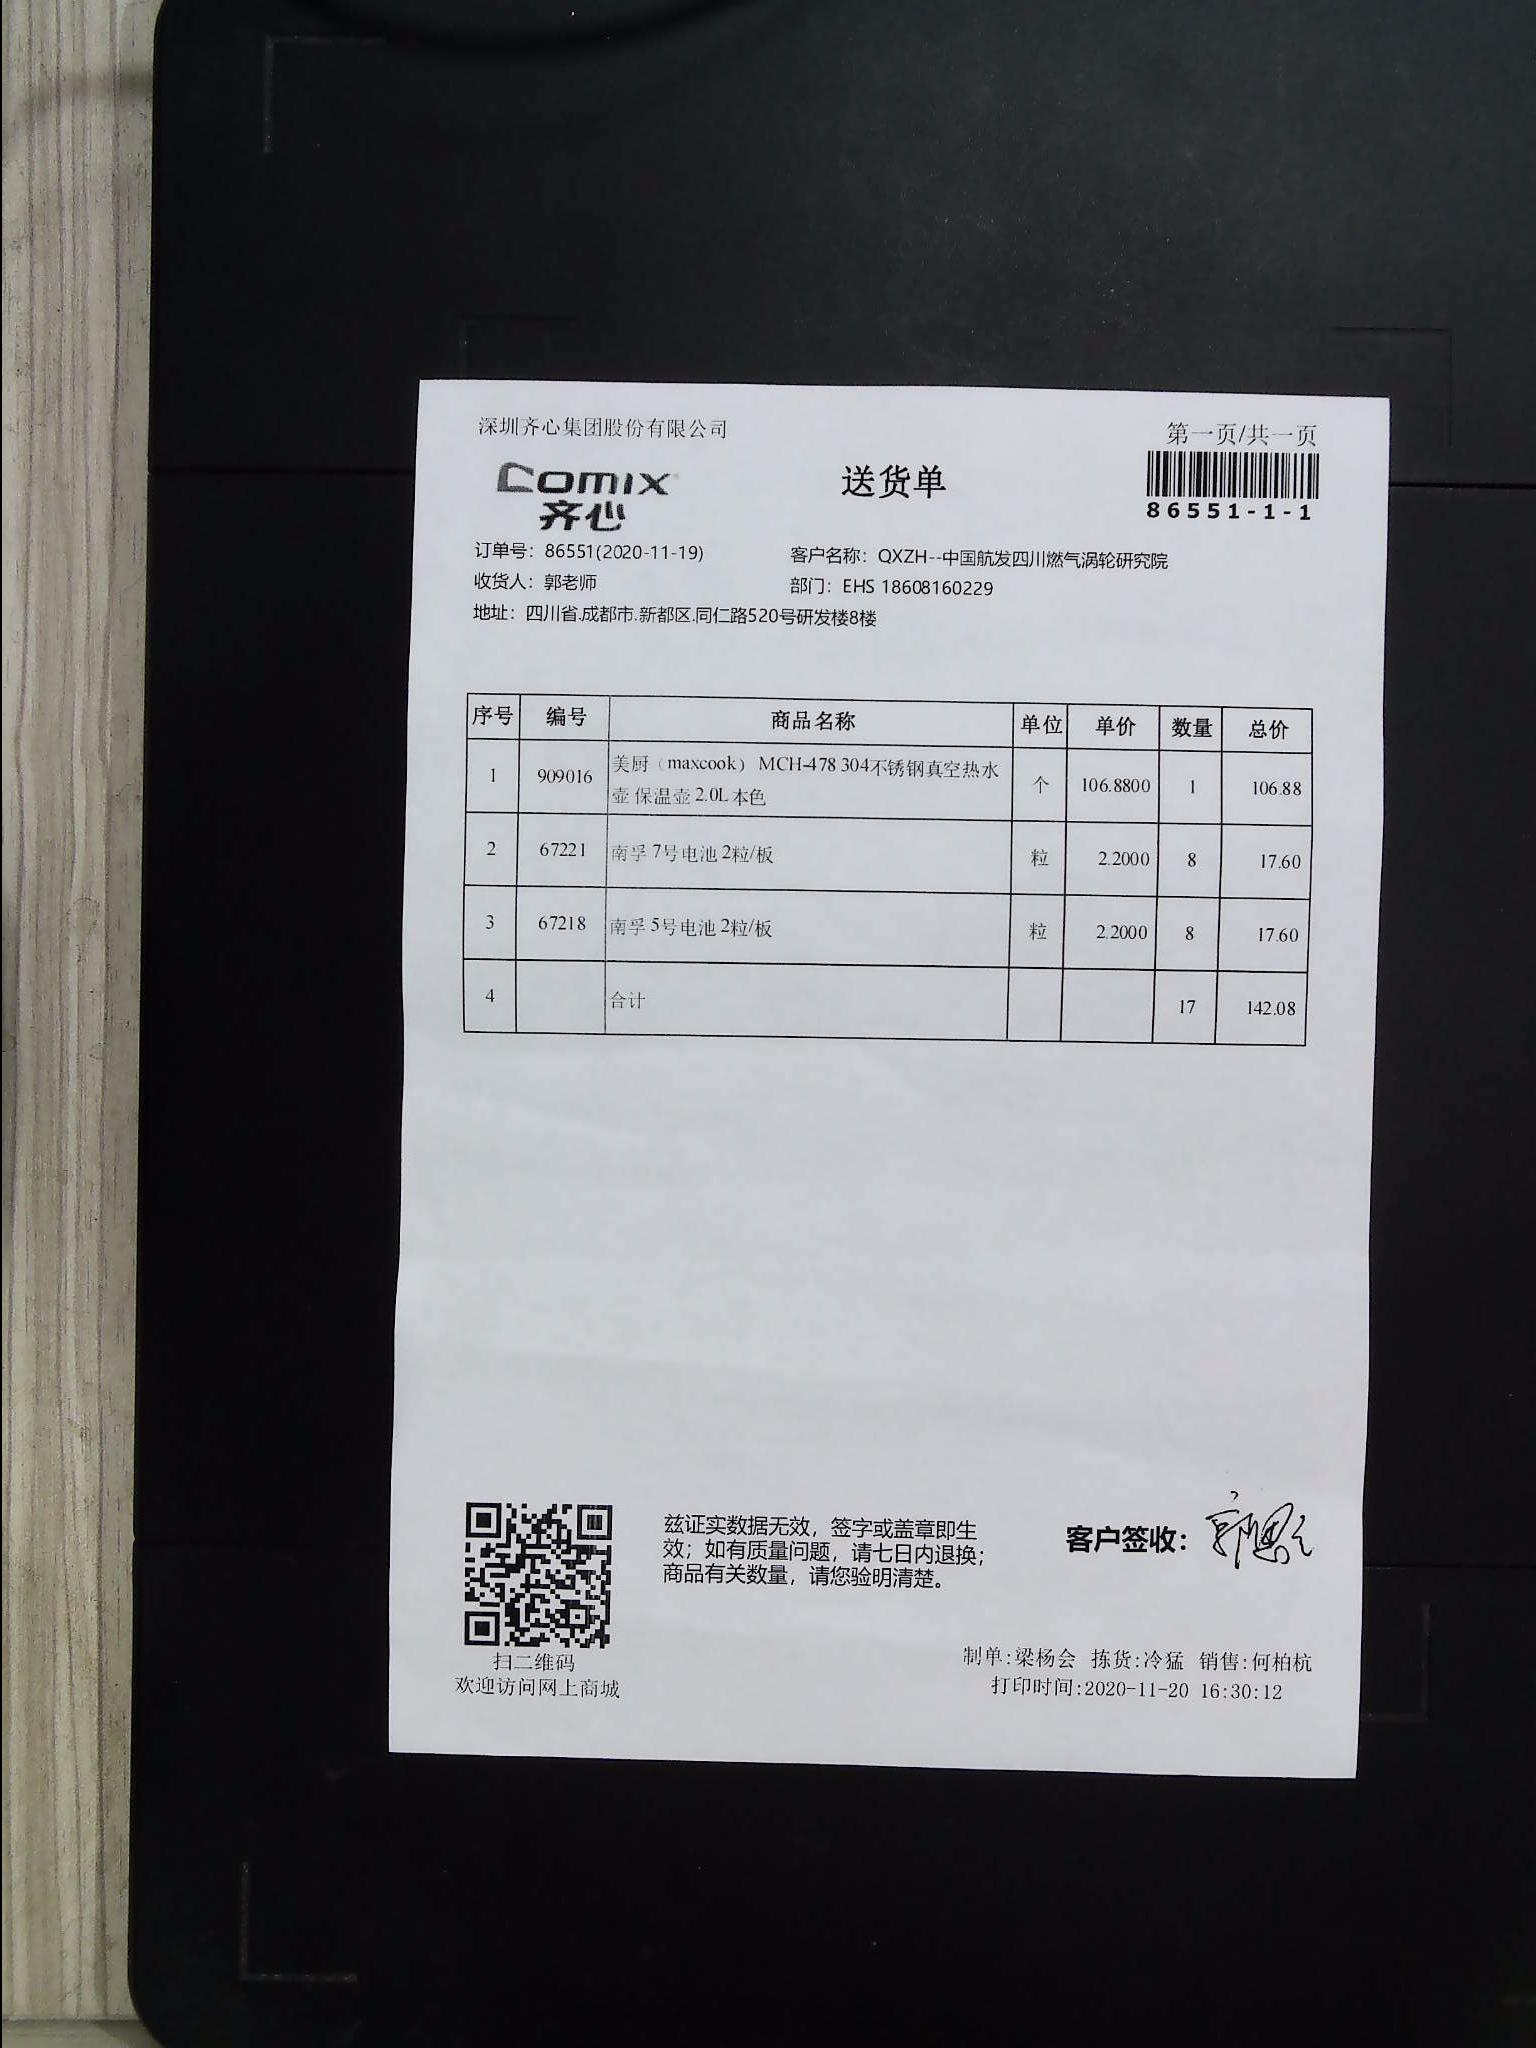 深圳齐心集团股份有限公司
第一页/共一页
Comix
齐心
送货单
86551-1-1
订单号：86551(2020-11-19)
客户名称：QXZH--中国航发四川燃气涡轮研究院
收货人：郭老师
部门：EHS 18608160229
地址：四川省.成都市.新都区.同仁路520号研发楼8楼
序号 编号 商品名称 单位 单价 数量 总价
1 909016 美厨（maxcook） MCH-478 304不锈钢真空热水
壶 保温壶 2.0L 本色 个 106.8800 1 106.88
2 67221 南孚 7号电池 2粒/板 粒 2.2000 8 17.60
3 67218 南孚 5号电池 2粒/板 粒 2.2000 8 17.60
4 合计 17 142.08
兹证实数据无效，签字或盖章即生
效；如有质量问题，请七日内退换；
商品有关数量，请您验明清楚。
客户签收：
扫二维码
欢迎访问网上商城
制单:梁杨会 拣货:冷猛 销售:何柏杭
打印时间:2020-11-20 16:30:12